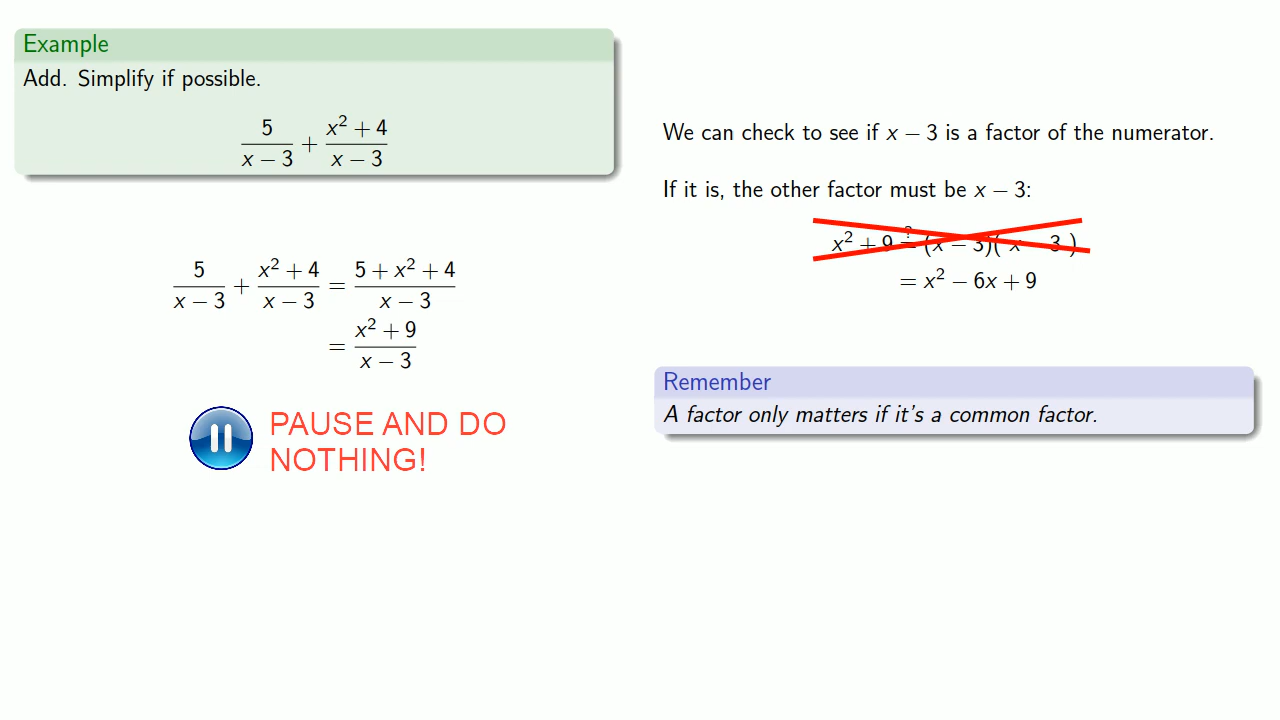 Example
Add. Simplify if possible.
5/(x − 3) + (x² + 4)/(x − 3)
5/(x − 3) + (x² + 4)/(x − 3) = (5 + x² + 4)/(x − 3)
= (x² + 9)/(x − 3)
PAUSE AND DO
NOTHING!
We can check to see if x − 3 is a factor of the numerator.
If it is, the other factor must be x − 3:
x² + 9 ≟ (x − 3)( x − 3 )
= x² − 6x + 9
Remember
A factor only matters if it's a common factor.